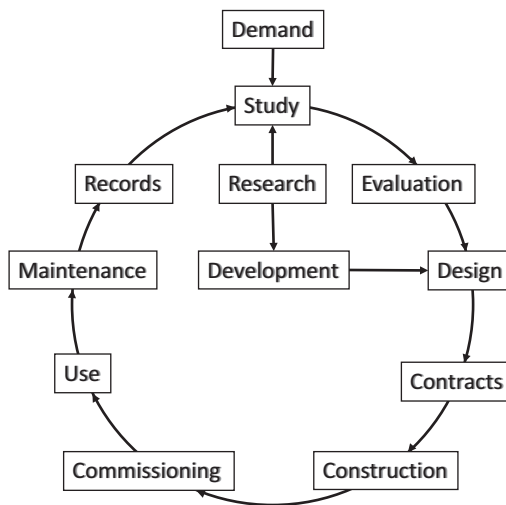 Demand
Study
Records
Research
Evaluation
Maintenance
Development
Design
Use
Contracts
Commissioning
Construction